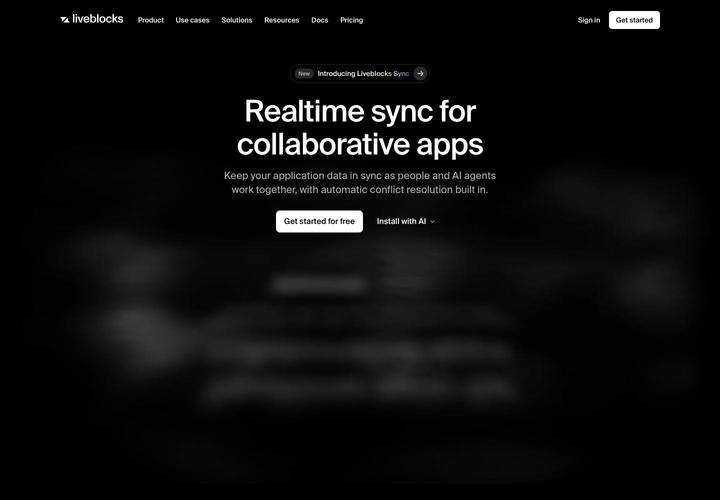 liveblocks Product Use cases Solutions Resources Docs Pricing Sign in Get started
New Introducing Liveblocks Sync
Realtime sync for
collaborative apps
Keep your application data in sync as people and AI agents
work together, with automatic conflict resolution built in.
Get started for free Install with AI